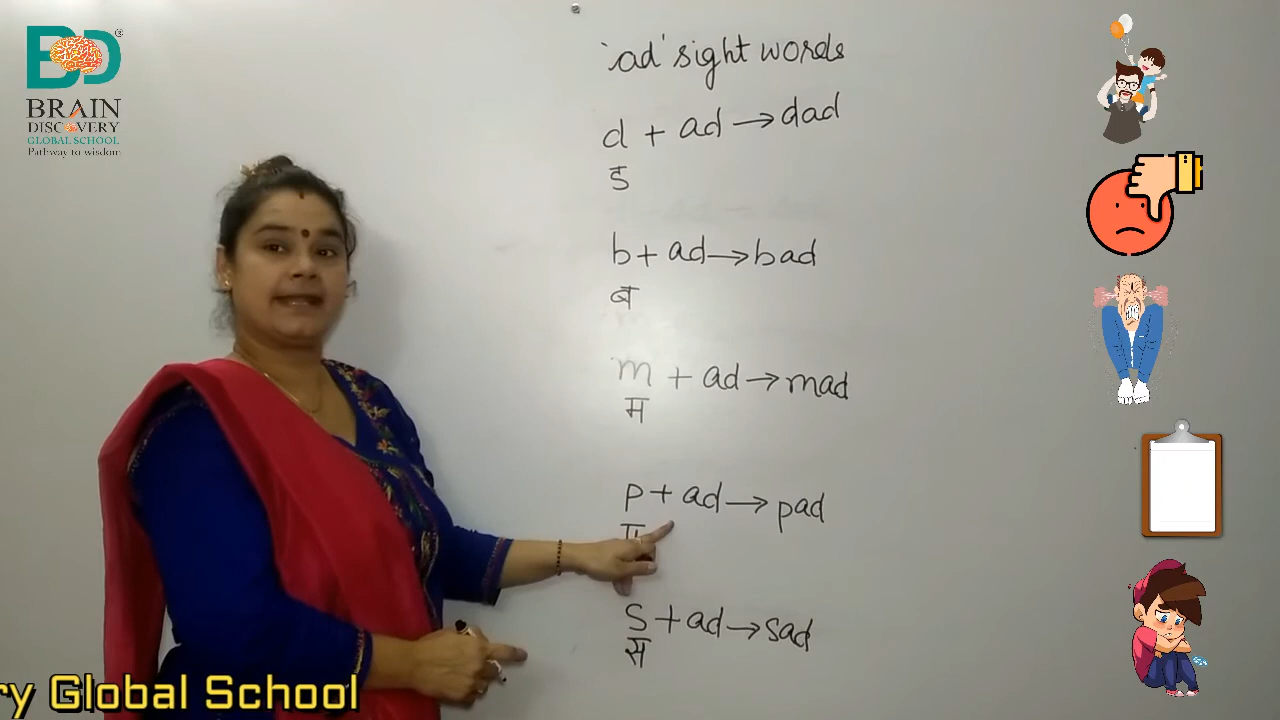 BD®
BRAIN
DISCOVERY
GLOBAL SCHOOL
Pathway to wisdom
'ad' sight words
d + ad → dad
ड
b + ad → bad
ब
m + ad → mad
म
p + ad → pad
s + ad → sad
स
ry Global School